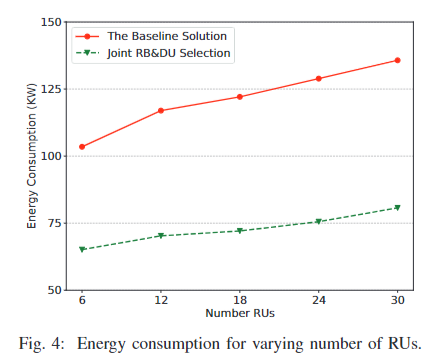 150
The Baseline Solution
Joint RB&DU Selection
125
100
75
50
Energy Consumption (KW)
6 12 18 24 30
Number RUs
Fig. 4: Energy consumption for varying number of RUs.